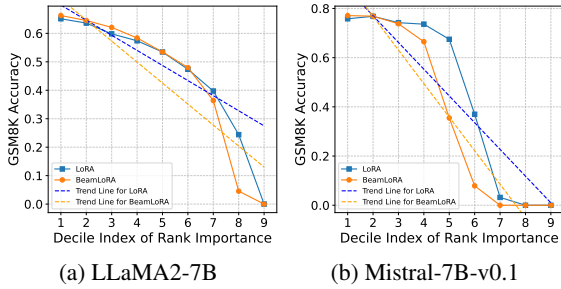 GSM8K Accuracy
0.6
0.5
0.4
0.3
0.2
0.1
0.0
LoRA
BeamLoRA
Trend Line for LoRA
Trend Line for BeamLoRA
1 2 3 4 5 6 7 8 9
Decile Index of Rank Importance
(a) LLaMA2-7B
GSM8K Accuracy
0.8
0.6
0.4
0.2
0.0
LoRA
BeamLoRA
Trend Line for LoRA
Trend Line for BeamLoRA
1 2 3 4 5 6 7 8 9
Decile Index of Rank Importance
(b) Mistral-7B-v0.1